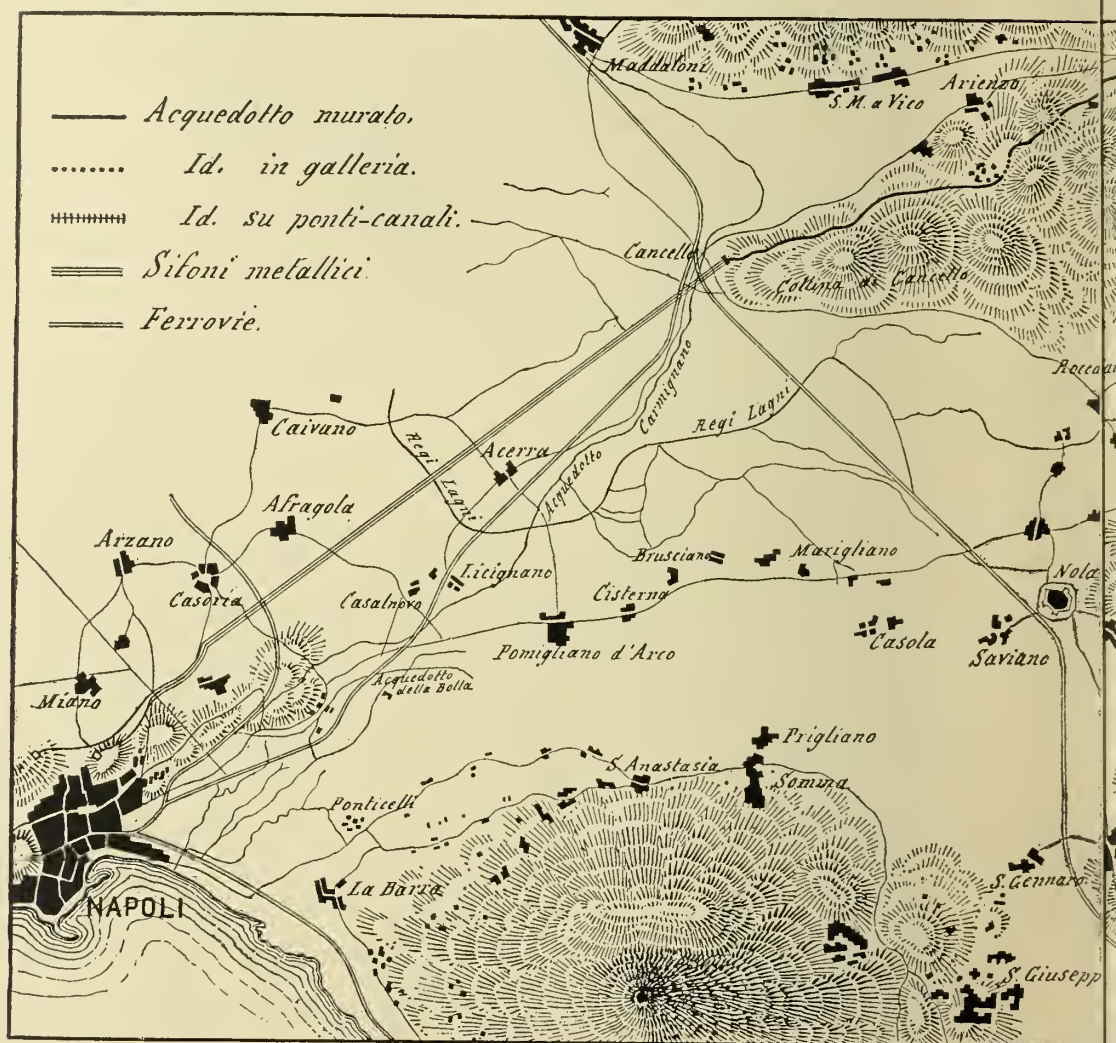 Acquedotto murato.
Id. in galleria.
Id. su ponti-canali.
Sifoni metallici
Ferrovie.
Maddaloni
S. M. a Vico
Arienzo
Cancello
Collina di Cancello
Carmignano
Acquedotto
Regi Lagni
Regi Lagni
Caivano
Acerra
Afragola
Arzano
Casoria
Casalnovo
Licignano
Brusciano
Marigliano
Cisterna
Nola
Pomigliano d'Arco
Casola
Saviano
Miano
Acquedotto
della Bolla
Prigliano
S. Anastasia
Somma
Ponticelli
La Barra
S. Gennaro
NAPOLI
S. Giusepp